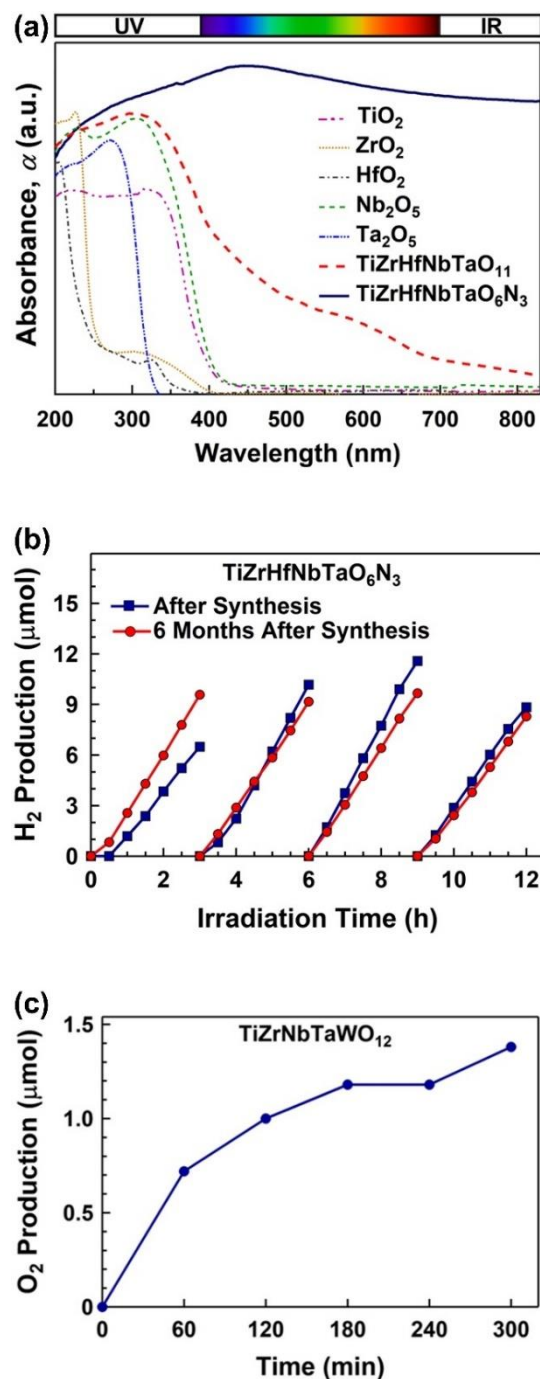 (a)
UV
IR
Absorbance, α (a.u.)
TiO₂
ZrO₂
HfO₂
Nb₂O₅
Ta₂O₅
TiZrHfNbTaO₁₁
TiZrHfNbTaO₆N₃
200 300 400 500 600 700 800
Wavelength (nm)
(b)
H₂ Production (μmol)
TiZrHfNbTaO₆N₃
After Synthesis
6 Months After Synthesis
15
12
9
6
3
0
0 2 4 6 8 10 12
Irradiation Time (h)
(c)
O₂ Production (μmol)
TiZrNbTaWO₁₂
1.5
1.0
0.5
0
0 60 120 180 240 300
Time (min)